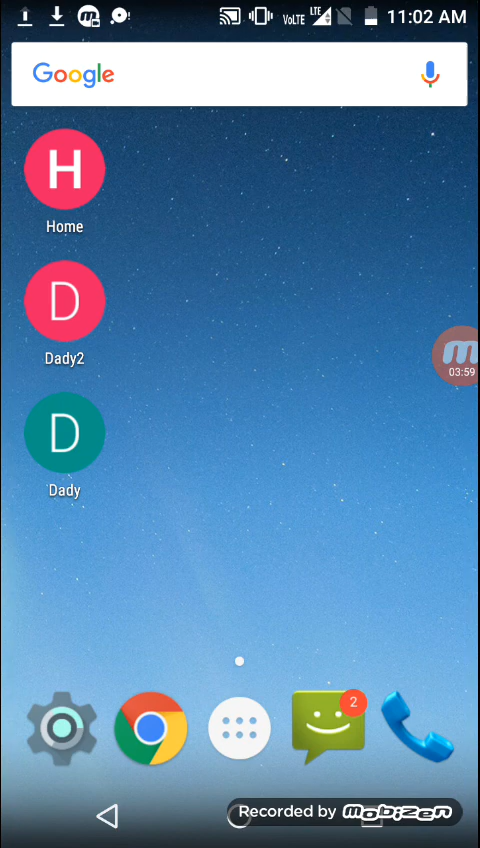 VoLTE LTE 11:02 AM
Google
H
Home
D
Dady2
m
03:59
D
Dady
2
Recorded by mobizen